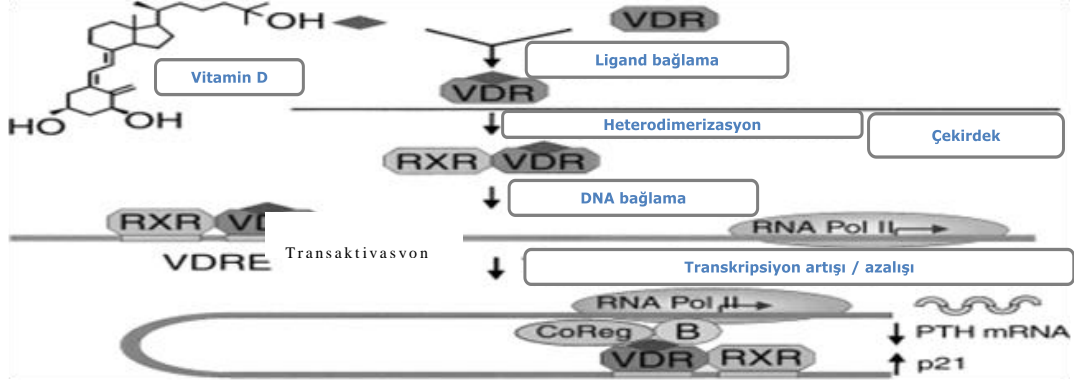 OH
VDR
Ligand bağlama
Vitamin D
VDR
HO
OH
Heterodimerizasyon
Çekirdek
RXR VDR
DNA bağlama
RXR
RNA Pol II
VDRE
Transaktivasvon
Transkripsiyon artışı / azalışı
RNA Pol II
CoReg B
PTH mRNA
VDR RXR
p21